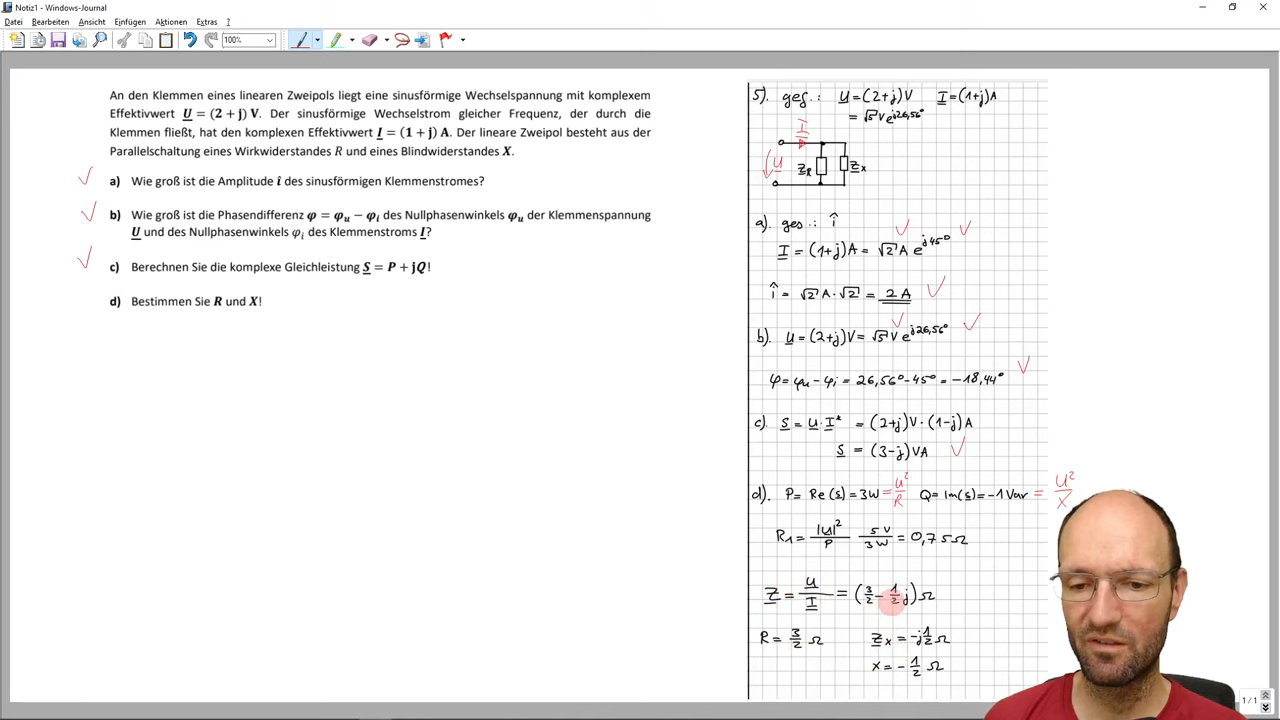 Notiz1 - Windows-Journal
Datei Bearbeiten Ansicht Einfügen Aktionen Extras ?
100%
An den Klemmen eines linearen Zweipols liegt eine sinusförmige Wechselspannung mit komplexem
Effektivwert U = (2 + j) V. Der sinusförmige Wechselstrom gleicher Frequenz, der durch die
Klemmen fließt, hat den komplexen Effektivwert I = (1 + j) A. Der lineare Zweipol besteht aus der
Parallelschaltung eines Wirkwiderstandes R und eines Blindwiderstandes X.
a) Wie groß ist die Amplitude î des sinusförmigen Klemmenstromes?
b) Wie groß ist die Phasendifferenz φ = φu − φi des Nullphasenwinkels φu der Klemmenspannung
U und des Nullphasenwinkels φi des Klemmenstroms I?
c) Berechnen Sie die komplexe Gleichleistung S = P + jQ!
d) Bestimmen Sie R und X!
5). geg.: U = (2+j)V I = (1+j)A
= √5 V e^j26,56°
I
U
ZR ZX
a). ges.: î
I = (1+j)A = √2 A e^j45°
î = √2 A · √2 = 2 A
b). U = (2+j)V = √5 V e^j26,56°
φ = φu − φi = 26,56° − 45° = −18,44°
c). S = U · I* = (2+j)V · (1−j)A
S = (3−j)VA
d). P = Re(S) = 3W = U²/R Q = Im(S) = −1 Var = U²/X
R1 = |U|²/P 5V/3W = 0,75Ω
Z = U/I = (3/2 − 1/2 j)Ω
R = 3/2 Ω Zx = −j 1/2 Ω
x = − 1/2 Ω
1/1